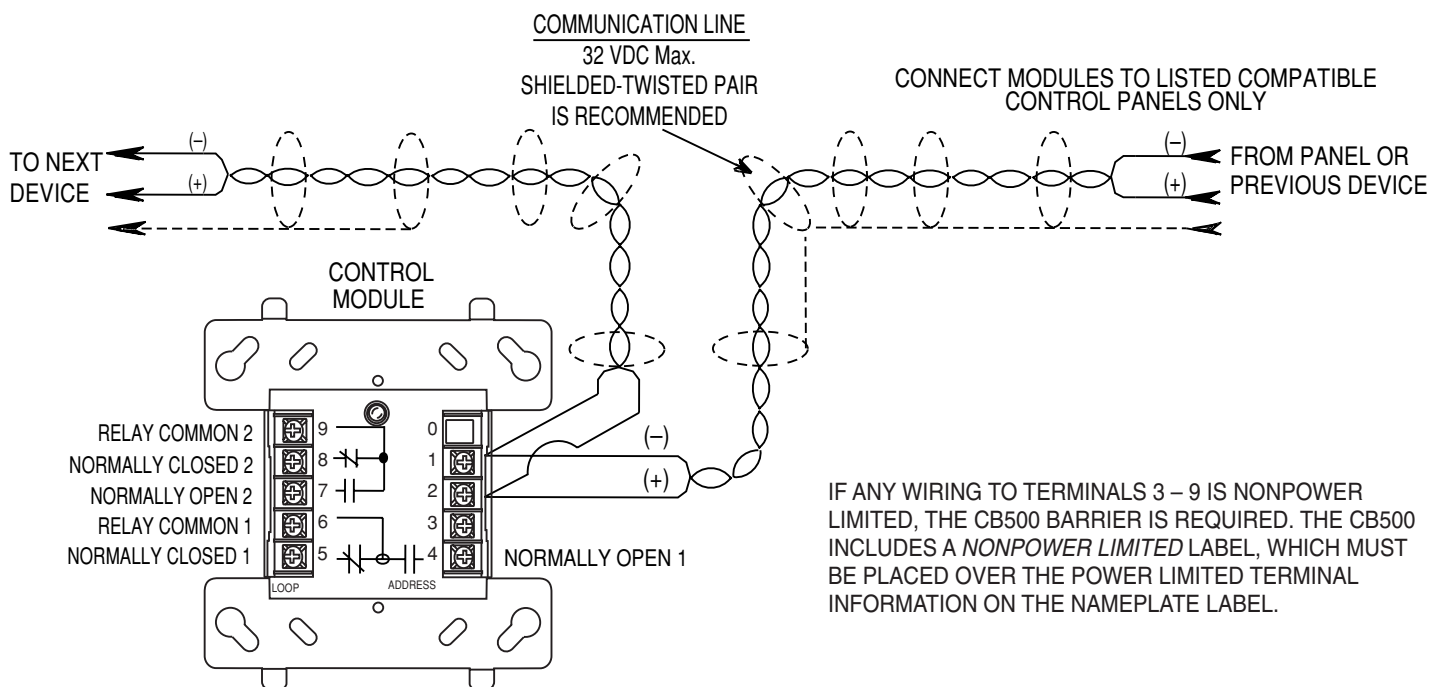 COMMUNICATION LINE
32 VDC Max.
SHIELDED-TWISTED PAIR
IS RECOMMENDED
CONNECT MODULES TO LISTED COMPATIBLE
CONTROL PANELS ONLY
TO NEXT
DEVICE
(–)
(+)
(–)
(+)
FROM PANEL OR
PREVIOUS DEVICE
CONTROL
MODULE
RELAY COMMON 2
NORMALLY CLOSED 2
NORMALLY OPEN 2
RELAY COMMON 1
NORMALLY CLOSED 1
9
8
7
6
5
0
1
2
3
4
LOOP
ADDRESS
NORMALLY OPEN 1
(–)
(+)
IF ANY WIRING TO TERMINALS 3 – 9 IS NONPOWER
LIMITED, THE CB500 BARRIER IS REQUIRED. THE CB500
INCLUDES A NONPOWER LIMITED LABEL, WHICH MUST
BE PLACED OVER THE POWER LIMITED TERMINAL
INFORMATION ON THE NAMEPLATE LABEL.